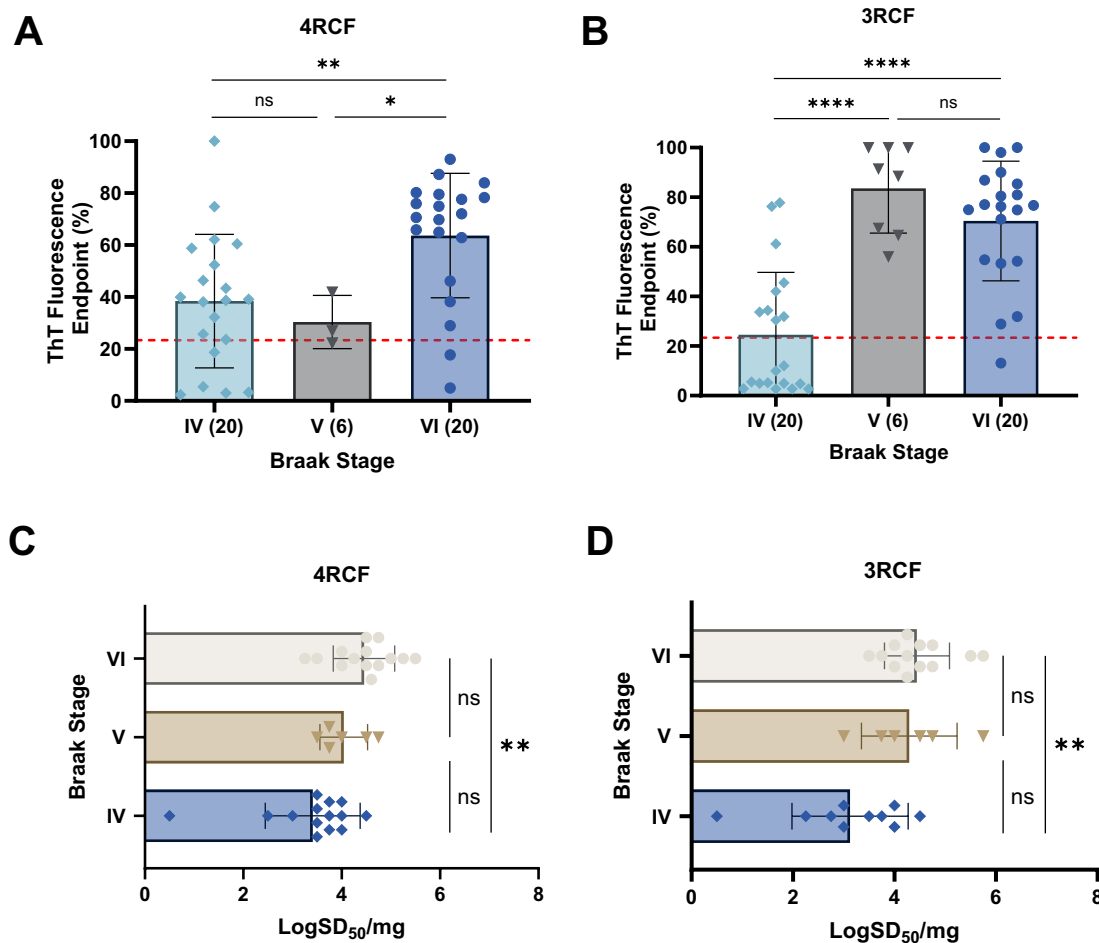 A
4RCF
**
ns
*
ThT Fluorescence
Endpoint (%)
100
80
60
40
20
0
IV (20)
V (6)
VI (20)
Braak Stage
B
3RCF
****
****
ns
ThT Fluorescence
Endpoint (%)
100
80
60
40
20
0
IV (20)
V (6)
VI (20)
Braak Stage
C
4RCF
Braak Stage
VI
V
IV
ns
ns
**
0
2
4
6
8
LogSD50/mg
D
3RCF
Braak Stage
VI
V
IV
ns
ns
**
0
2
4
6
8
LogSD50/mg